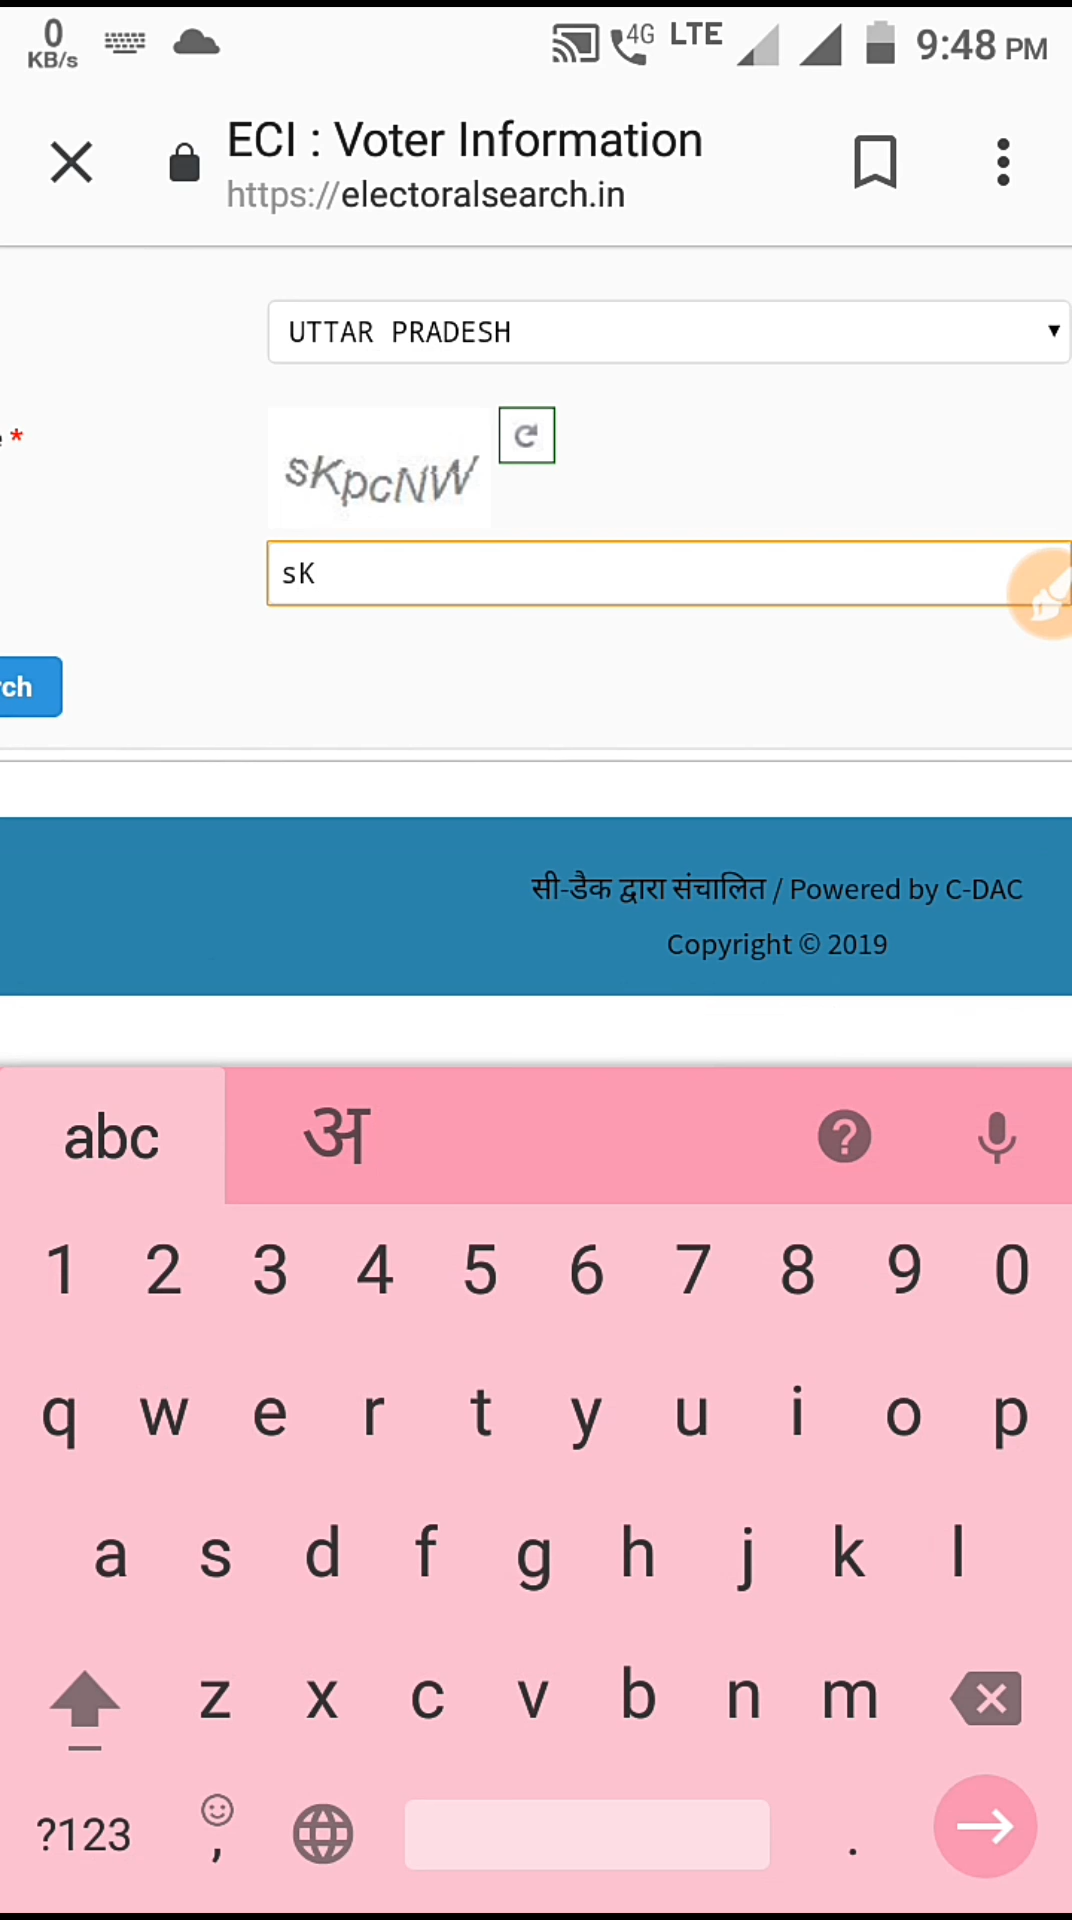 0
KB/s
4G LTE 9:48 PM
ECI : Voter Information
https://electoralsearch.in
UTTAR PRADESH
e *
sKpcNW
sK
rch
सी-डैक द्वारा संचालित / Powered by C-DAC
Copyright © 2019
abc अ ?
1 2 3 4 5 6 7 8 9 0
q w e r t y u i o p
a s d f g h j k l
z x c v b n m
?123 , .